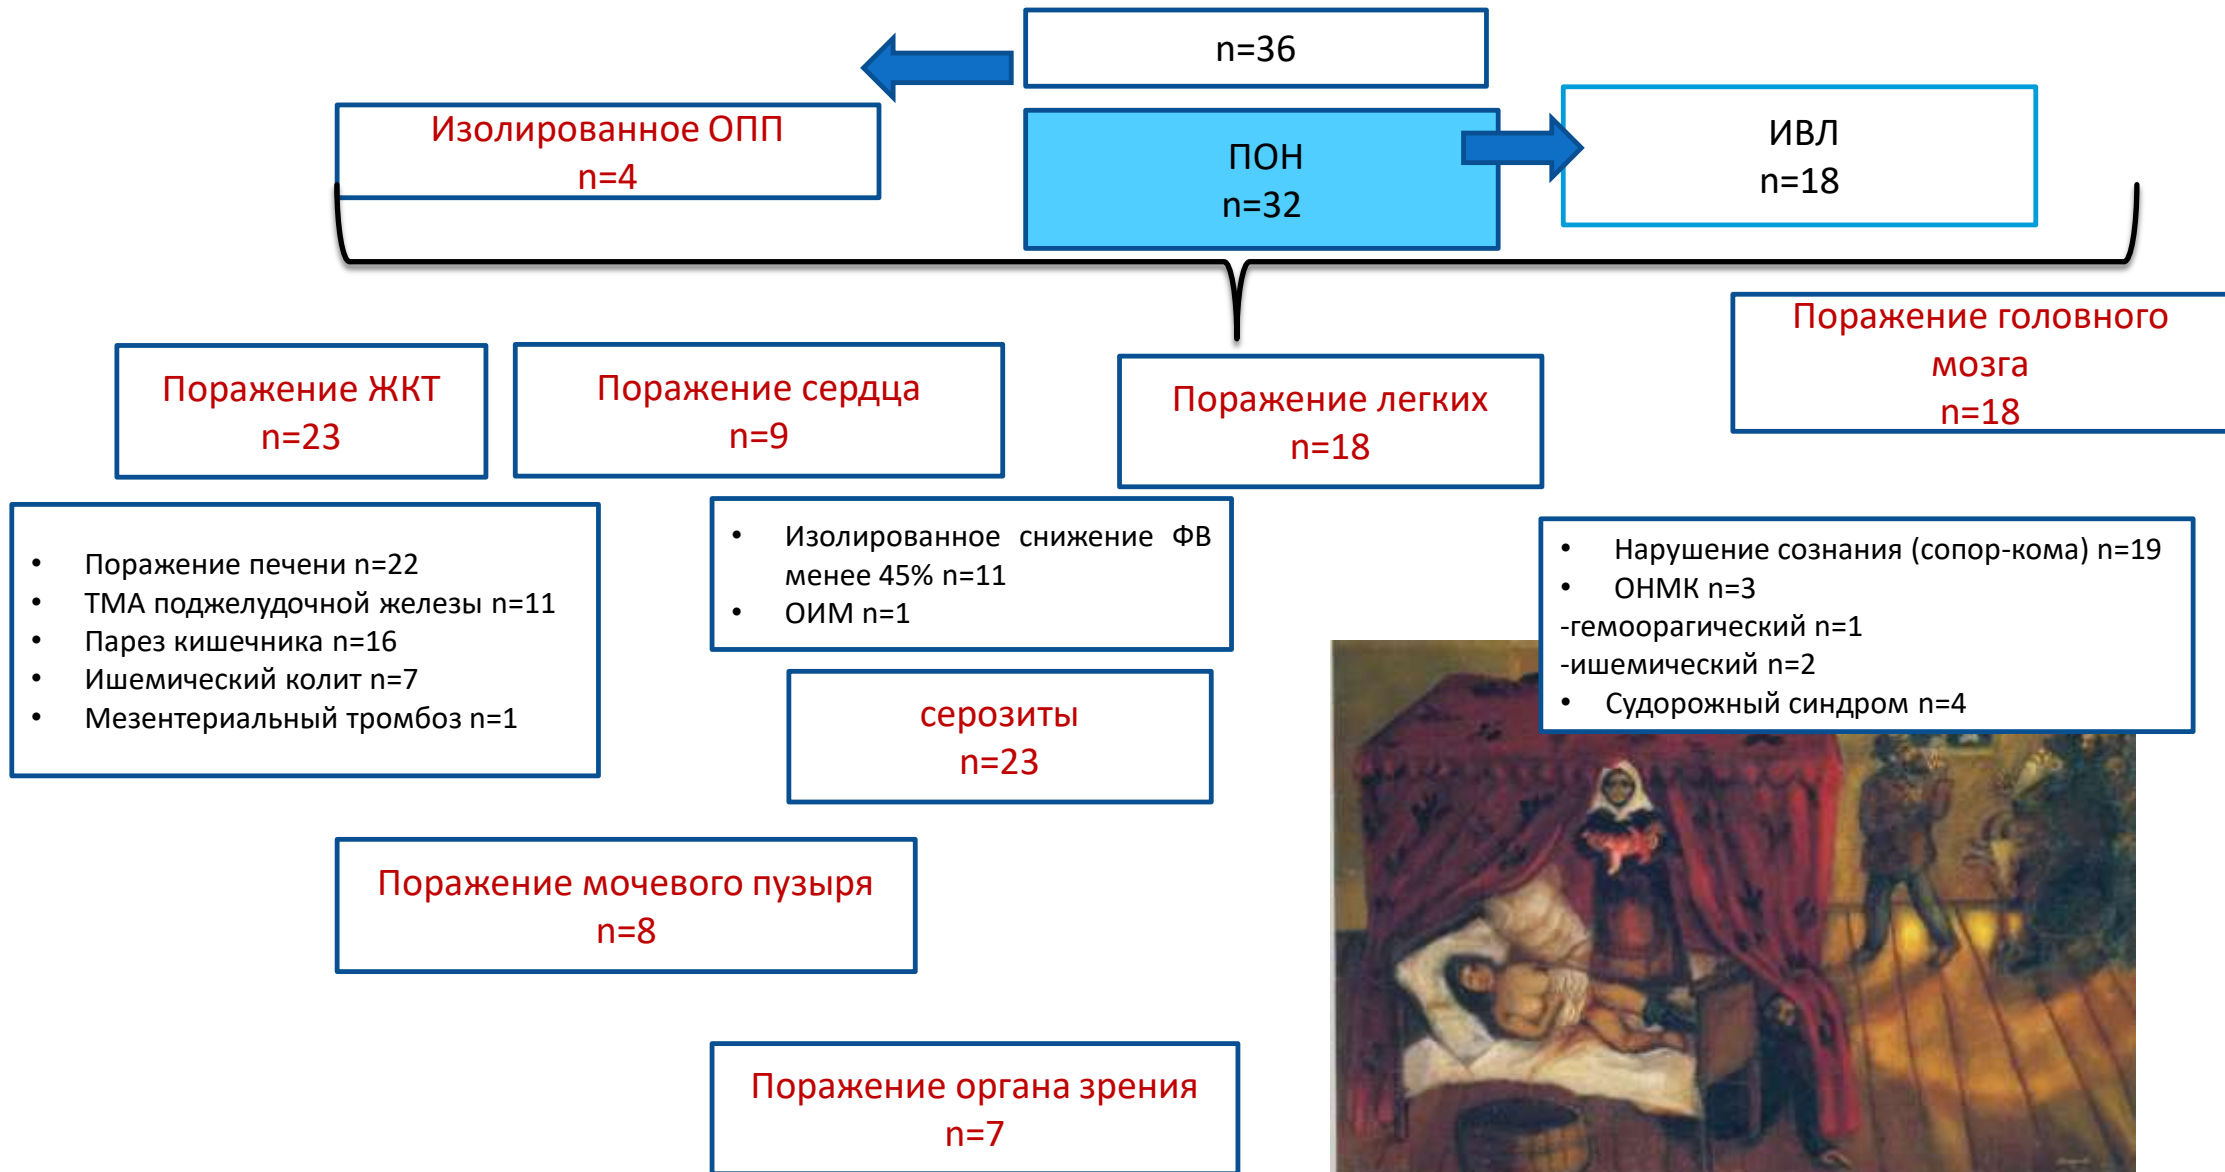 n=36
Изолированное ОПП
n=4
ПОН
n=32
ИВЛ
n=18
Поражение ЖКТ
n=23
Поражение сердца
n=9
Поражение легких
n=18
Поражение головного
мозга
n=18
• Поражение печени n=22
• ТМА поджелудочной железы n=11
• Парез кишечника n=16
• Ишемический колит n=7
• Мезентериальный тромбоз n=1
• Изолированное снижение ФВ
менее 45% n=11
• ОИМ n=1
• Нарушение сознания (сопор-кома) n=19
• ОНМК n=3
-гемоорагический n=1
-ишемический n=2
• Судорожный синдром n=4
серозиты
n=23
Поражение мочевого пузыря
n=8
Поражение органа зрения
n=7